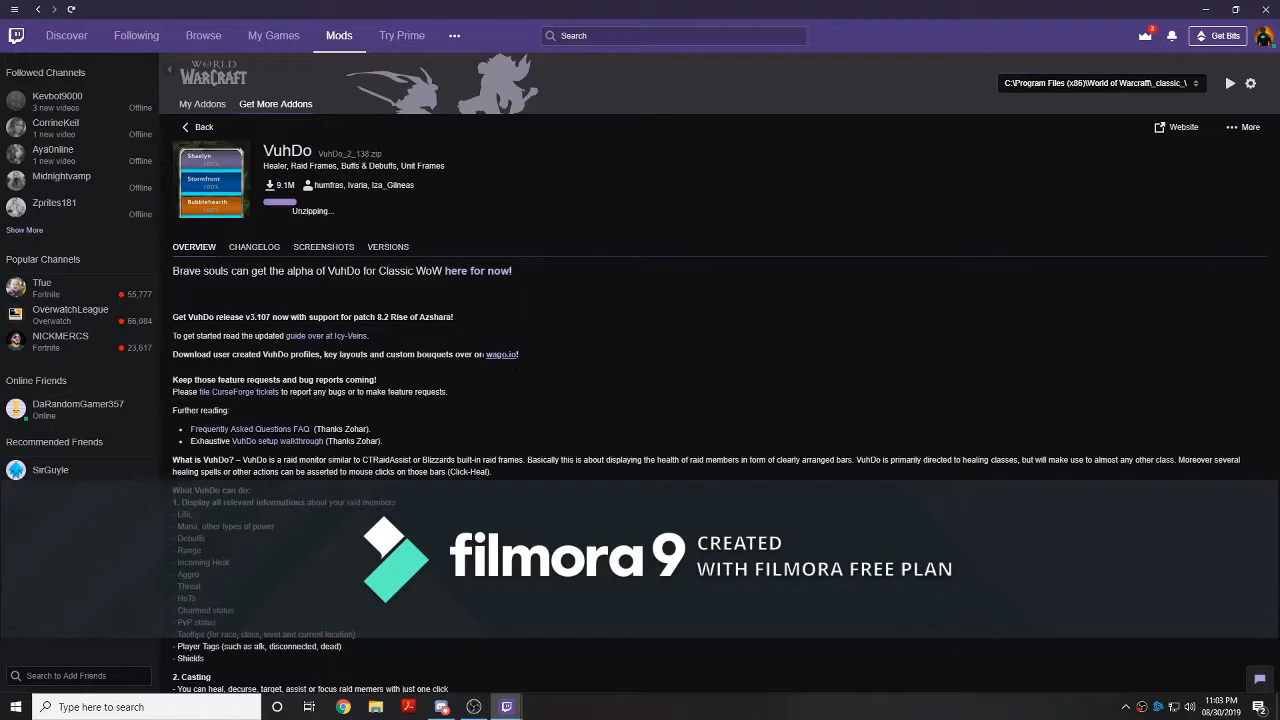 Discover
Following
Browse
My Games
Mods
Try Prime
Search
3
Get Bits
Followed Channels
Kevbot9000
3 new videos
Offline
CorrineKeil
1 new video
Offline
Aya0nline
1 new video
Offline
Midnightvamp
Offline
Zprites181
Offline
Show More
Popular Channels
Tfue
Fortnite
55,777
OverwatchLeague
Overwatch
66,084
NICKMERCS
Fortnite
23,617
Online Friends
DaRandomGamer357
Online
Recommended Friends
SirGuyle
Search to Add Friends
WORLD
WARCRAFT
C:\Program Files (x86)\World of Warcraft\_classic_\
My Addons
Get More Addons
Back
Website
More
Shaelyn
100%
Stormfront
100%
Bubblehearth
100%
VuhDo VuhDo_2_138.zip
Healer, Raid Frames, Buffs & Debuffs, Unit Frames
9.1M humfras, Ivaria, Iza_Gilneas
Unzipping...
OVERVIEW CHANGELOG SCREENSHOTS VERSIONS
Brave souls can get the alpha of VuhDo for Classic WoW here for now!
Get VuhDo release v3.107 now with support for patch 8.2 Rise of Azshara!
To get started read the updated guide over at Icy-Veins.
Download user created VuhDo profiles, key layouts and custom bouquets over on wago.io!
Keep those feature requests and bug reports coming!
Please file CurseForge tickets to report any bugs or to make feature requests.
Further reading:
• Frequently Asked Questions FAQ (Thanks Zohar).
• Exhaustive VuhDo setup walkthrough (Thanks Zohar).
What is VuhDo? – VuhDo is a raid monitor similar to CTRaidAssist or Blizzards built-in raid frames. Basically this is about displaying the health of raid members in form of clearly arranged bars. VuhDo is primarily directed to healing classes, but will make use to almost any other class. Moreover several
healing spells or other actions can be asserted to mouse clicks on those bars (Click-Heal).
What VuhDo can do:
1. Display all relevant informations about your raid members
- Life,
- Mana, other types of power
- Debuffs
- Range
- Incoming Heal
- Aggro
- Threat
- HoTs
- Charmed status
- PvP status
- Tooltips (for race, class, level and current location)
- Player Tags (such as afk, disconnected, dead)
- Shields
2. Casting
- You can heal, decurse, target, assist or focus raid memers with just one click
filmora 9
CREATED
WITH FILMORA FREE PLAN
Type here to search
11:03 PM
08/30/2019
2